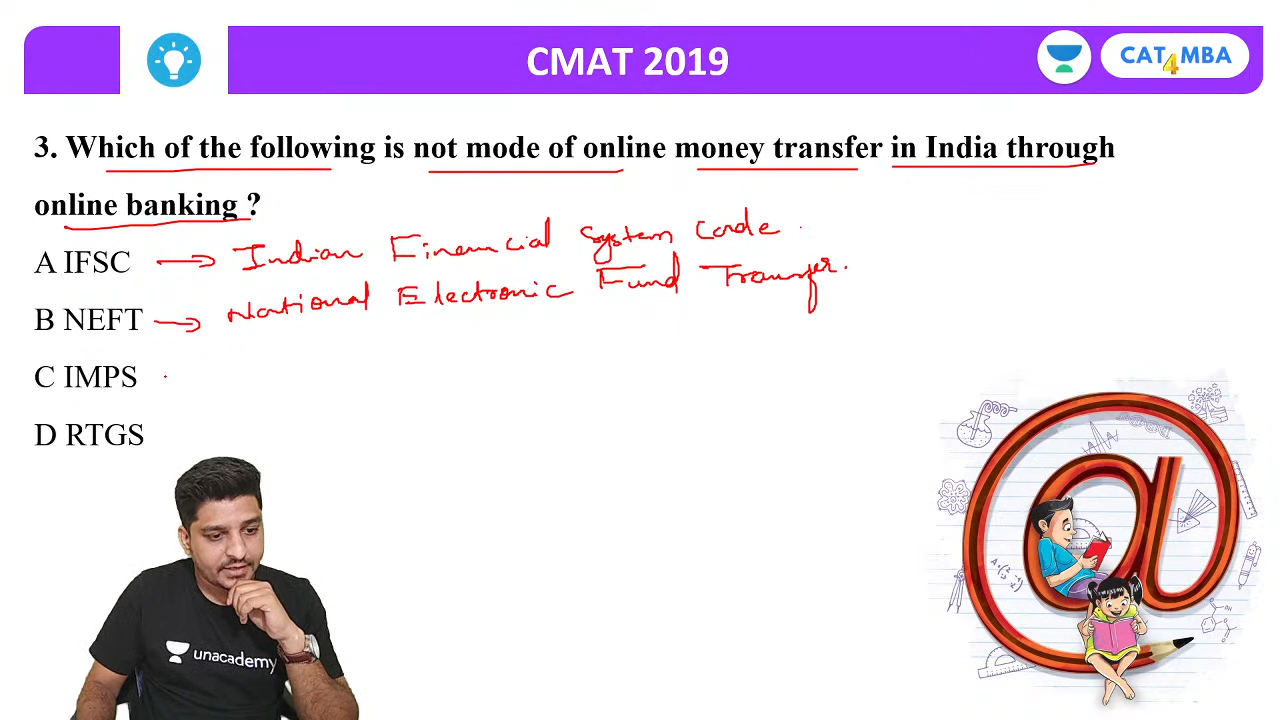 CMAT 2019
CAT4MBA
3. Which of the following is not mode of online money transfer in India through
online banking ?
A IFSC → Indian Financial System Code.
B NEFT → National Electronic Fund Transfer.
C IMPS
D RTGS
unacademy